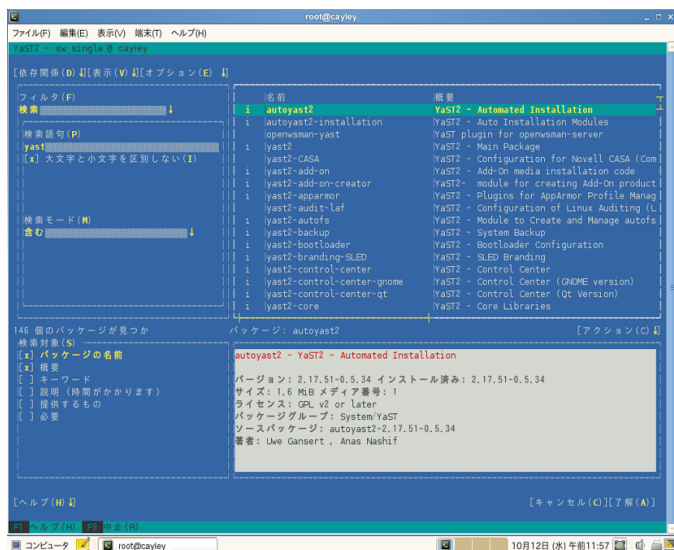 root@cayley
ファイル(F) 編集(E) 表示(V) 端末(T) ヘルプ(H)
YaST2 - sw_single @ cayley
[依存関係(D)↓][表示(V)↓][オプション(E) ↓]
フィルタ(F)
検索
検索語句(P)
yast
[x] 大文字と小文字を区別しない(I)
検索モード(M)
含む
名前 概要
i autoyast2 YaST2 - Automated Installation
i autoyast2-installation YaST2 - Auto Installation Modules
openwsman-yast YaST plugin for openwsman-server
i yast2 YaST2 - Main Package
yast2-CASA YaST2 - Configuration for Novell CASA (Com
i yast2-add-on YaST2 - Add-On media installation code
i yast2-add-on-creator YaST2- module for creating Add-On product
i yast2-apparmor YaST2 - Plugins for AppArmor Profile Manag
yast2-audit-laf YaST2 - Configuration of Linux Auditing (L
i yast2-autofs YaST2 - Module to Create and Manage autofs
i yast2-backup YaST2 - System Backup
i yast2-bootloader YaST2 - Bootloader Configuration
i yast2-branding-SLED YaST2 - SLED Branding
i yast2-control-center YaST2 - Control Center
i yast2-control-center-gnome YaST2 - Control Center (GNOME version)
i yast2-control-center-qt YaST2 - Control Center (Qt Version)
i yast2-core YaST2 - Core Libraries
146 個のパッケージが見つか
パッケージ: autoyast2 [アクション(C)↓]
検索対象(S)
[x] パッケージの名前
[x] 概要
[ ] キーワード
[ ] 説明 (時間がかかります)
[ ] 提供するもの
[ ] 必要
autoyast2 - YaST2 - Automated Installation
バージョン: 2.17.51-0.5.34 インストール済み: 2.17.51-0.5.34
サイズ: 1.6 MiB メディア番号: 1
ライセンス: GPL v2 or later
パッケージグループ: System/YaST
ソースパッケージ: autoyast2-2.17.51-0.5.34
著者: Uwe Gansert , Anas Nashif
[ヘルプ(H)↓] [キャンセル(C)][了解(A)]
F1 ヘルプ(H) F9 中止(R)
コンピュータ root@cayley 10月12日 (水) 午前11:57